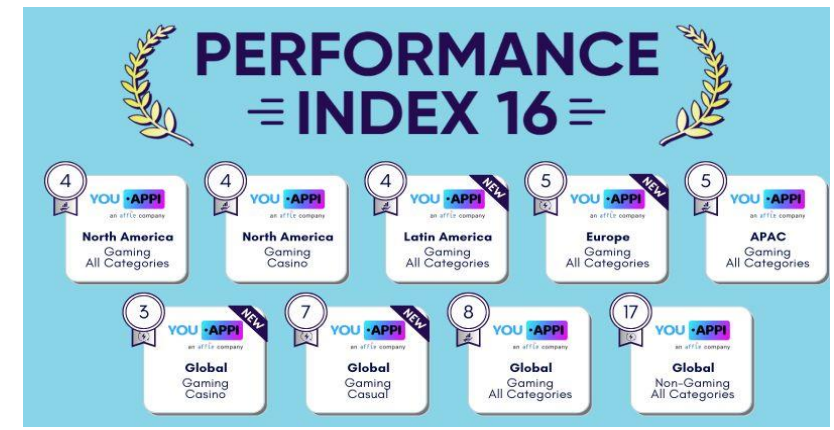 PERFORMANCE
INDEX 16
4
YOU•APPI
an affle company
North America
Gaming
All Categories
4
YOU•APPI
an affle company
North America
Gaming
Casino
4
NEW
YOU•APPI
an affle company
Latin America
Gaming
All Categories
5
NEW
YOU•APPI
an affle company
Europe
Gaming
All Categories
5
YOU•APPI
an affle company
APAC
Gaming
All Categories
3
NEW
YOU•APPI
an affle company
Global
Gaming
Casino
7
NEW
YOU•APPI
an affle company
Global
Gaming
Casual
8
YOU•APPI
an affle company
Global
Gaming
All Categories
17
YOU•APPI
an affle company
Global
Non-Gaming
All Categories